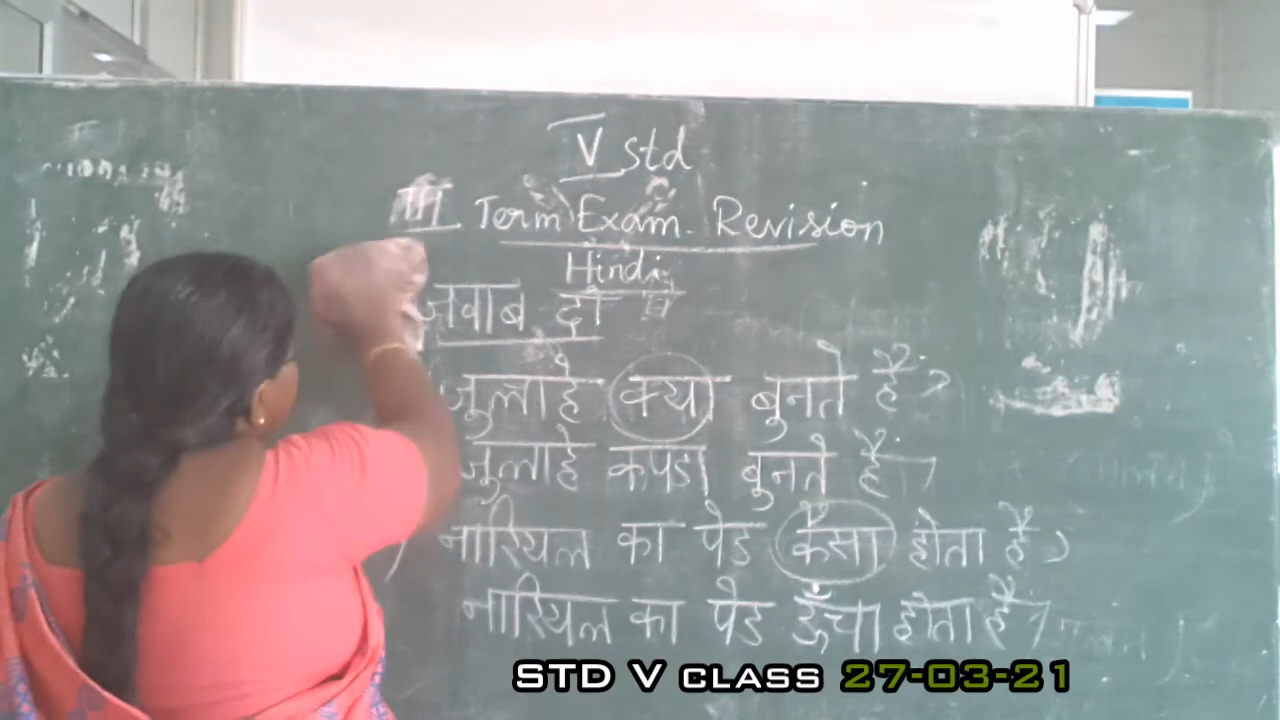 V Std
III Term Exam. Revision
Hindi
जवाब दो
जुलाहे क्या बुनते है?
जुलाहे कपडा बुनते है।
नारियल का पेड कैसा होता है?
नारियल का पेड ऊँचा होता है।
STD V CLASS 27-03-21